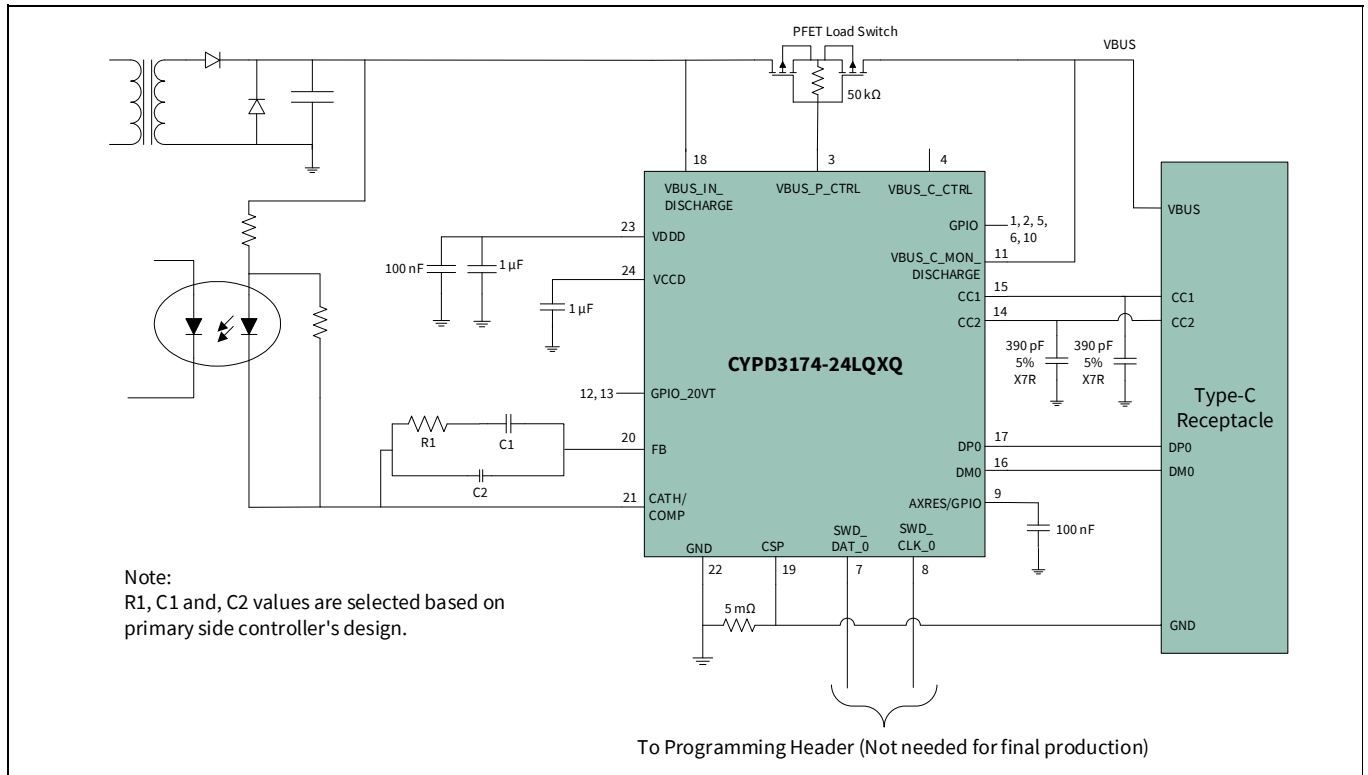 PFET Load Switch
VBUS
50 kΩ
18
3
4
VBUS_IN_
DISCHARGE
VBUS_P_CTRL
VBUS_C_CTRL
VBUS
GPIO
1, 2, 5,
6, 10
23
VDDD
VBUS_C_MON_
DISCHARGE
11
100 nF
1 µF
24
VCCD
15
CC1
CC1
1 µF
14
CC2
CC2
390 pF
5%
X7R
390 pF
5%
X7R
CYPD3174-24LQXQ
Type-C
Receptacle
12, 13
GPIO_20VT
R1
C1
20
FB
17
DP0
DP0
C2
16
DM0
DM0
21
CATH/
COMP
9
AXRES/GPIO
100 nF
GND
CSP
SWD_
DAT_0
SWD_
CLK_0
22
19
7
8
Note:
R1, C1 and, C2 values are selected based on
primary side controller's design.
5 mΩ
GND
To Programming Header (Not needed for final production)